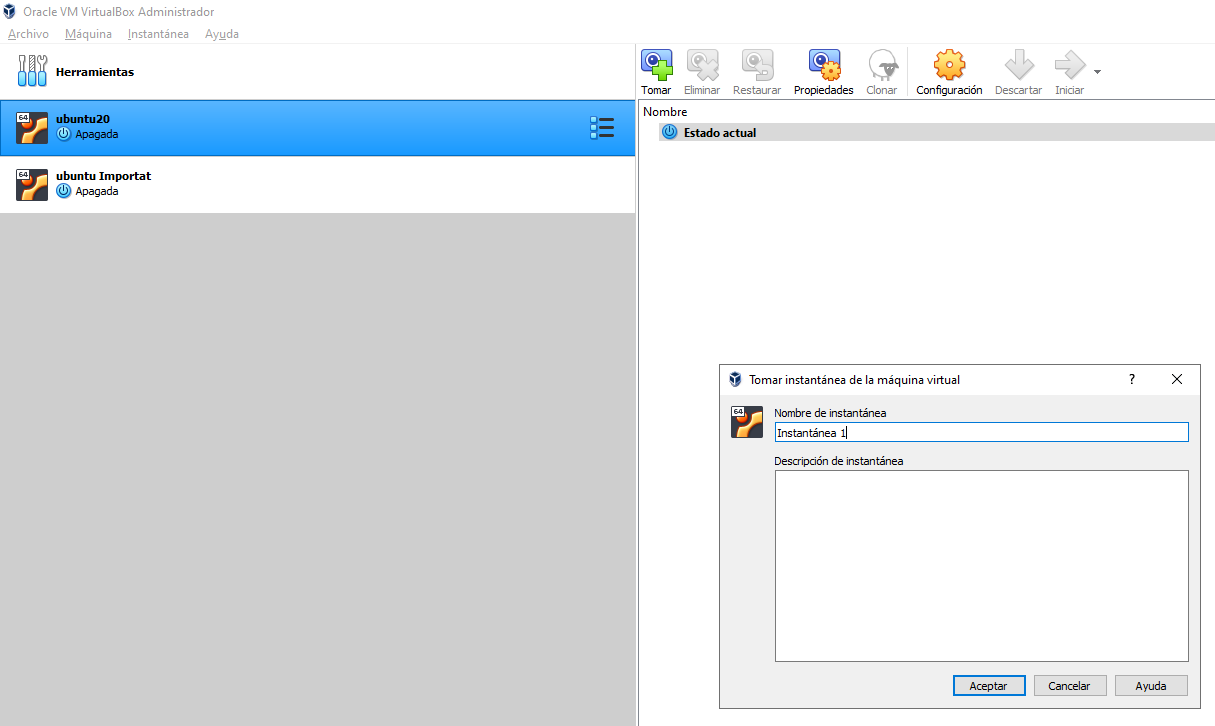 Oracle VM VirtualBox Administrador
Archivo Máquina Instantánea Ayuda
Herramientas
64
ubuntu20
Apagada
64
ubuntu Importat
Apagada
Tomar Eliminar Restaurar Propiedades Clonar Configuración Descartar Iniciar
Nombre
Estado actual
Tomar instantánea de la máquina virtual ?
64
Nombre de instantánea
Instantánea 1
Descripción de instantánea
Aceptar Cancelar Ayuda